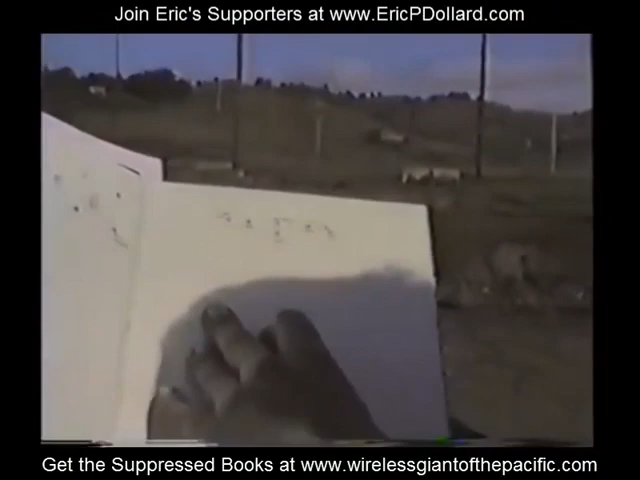 Join Eric's Supporters at www.EricPDollard.com
Get the Suppressed Books at www.wirelessgiantofthepacific.com